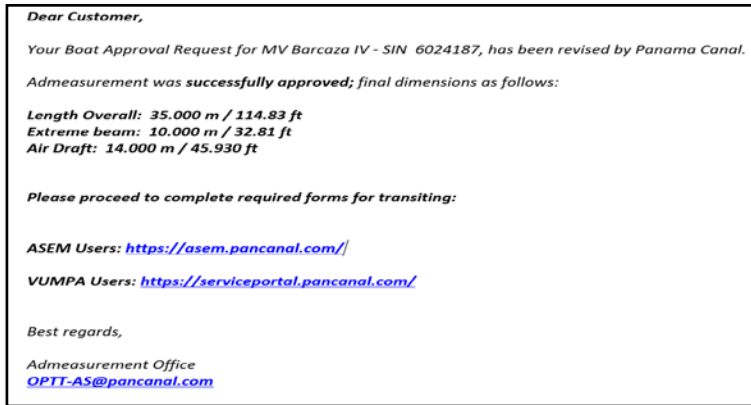 Dear Customer,
Your Boat Approval Request for MV Barcaza IV - SIN 6024187, has been revised by Panama Canal.
Admeasurement was successfully approved; final dimensions as follows:
Length Overall: 35.000 m / 114.83 ft
Extreme beam: 10.000 m / 32.81 ft
Air Draft: 14.000 m / 45.930 ft
Please proceed to complete required forms for transiting:
ASEM Users: https://asem.pancanal.com/
VUMPA Users: https://serviceportal.pancanal.com/
Best regards,
Admeasurement Office
OPTT-AS@pancanal.com